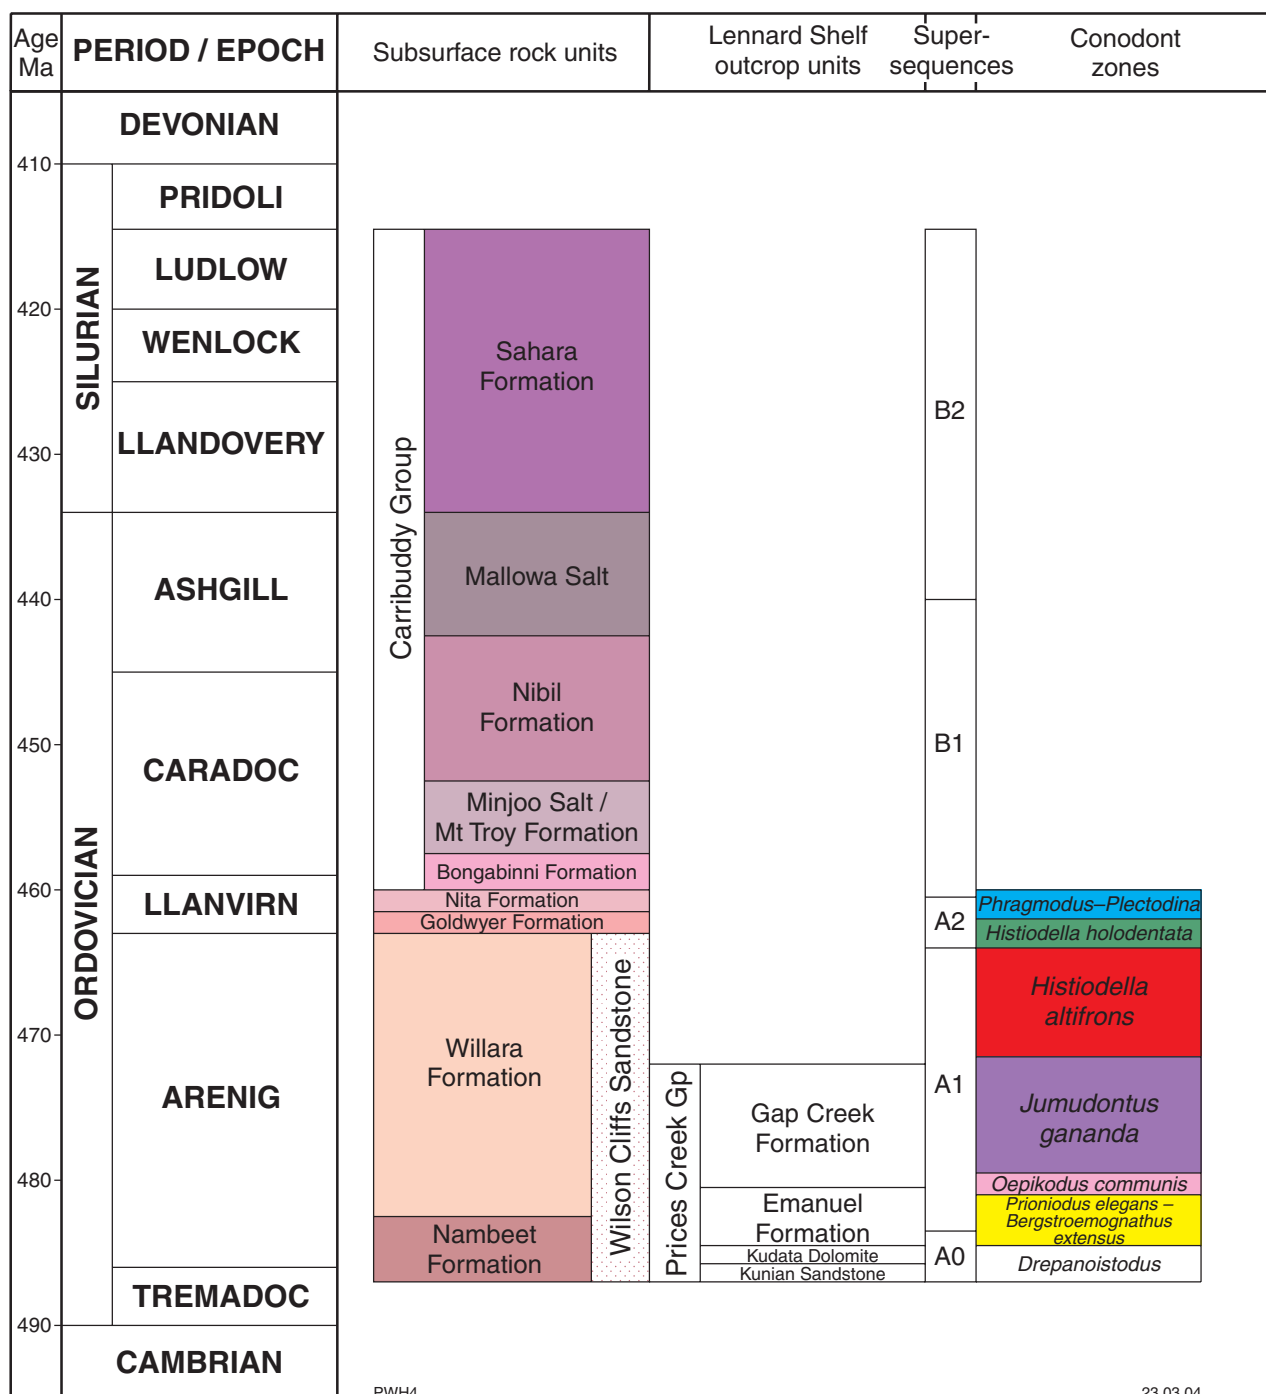 Age
Ma
PERIOD / EPOCH
Subsurface rock units
Lennard Shelf
outcrop units
Super-
sequences
Conodont
zones
410
420
430
440
450
460
470
480
490
DEVONIAN
SILURIAN
PRIDOLI
LUDLOW
WENLOCK
LLANDOVERY
ORDOVICIAN
ASHGILL
CARADOC
LLANVIRN
ARENIG
TREMADOC
CAMBRIAN
Carribuddy Group
Sahara
Formation
Mallowa Salt
Nibil
Formation
Minjoo Salt /
Mt Troy Formation
Bongabinni Formation
Nita Formation
Goldwyer Formation
Willara
Formation
Nambeet
Formation
Wilson Cliffs Sandstone
Prices Creek Gp
Gap Creek
Formation
Emanuel
Formation
Kudata Dolomite
Kunian Sandstone
B2
B1
A2
A1
A0
Phragmodus–Plectodina
Histiodella holodentata
Histiodella
altifrons
Jumudontus
gananda
Oepikodus communis
Prioniodus elegans –
Bergstroemognathus
extensus
Drepanoistodus
PWH4
23.03.04